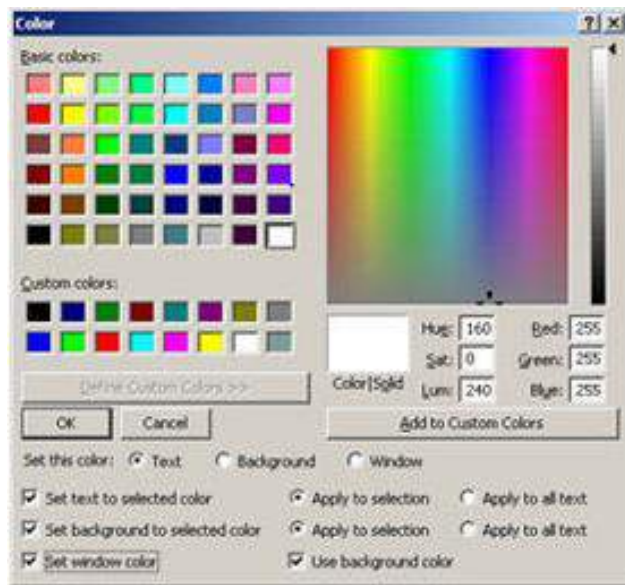 Color
Basic colors:
Custom colors:
Define Custom Colors >>
OK Cancel
Hue: 160 Red: 255
Sat: 0 Green: 255
Color|Solid Lum: 240 Blue: 255
Add to Custom Colors
Set this color: Text Background Window
Set text to selected color Apply to selection Apply to all text
Set background to selected color Apply to selection Apply to all text
Set window color Use background color